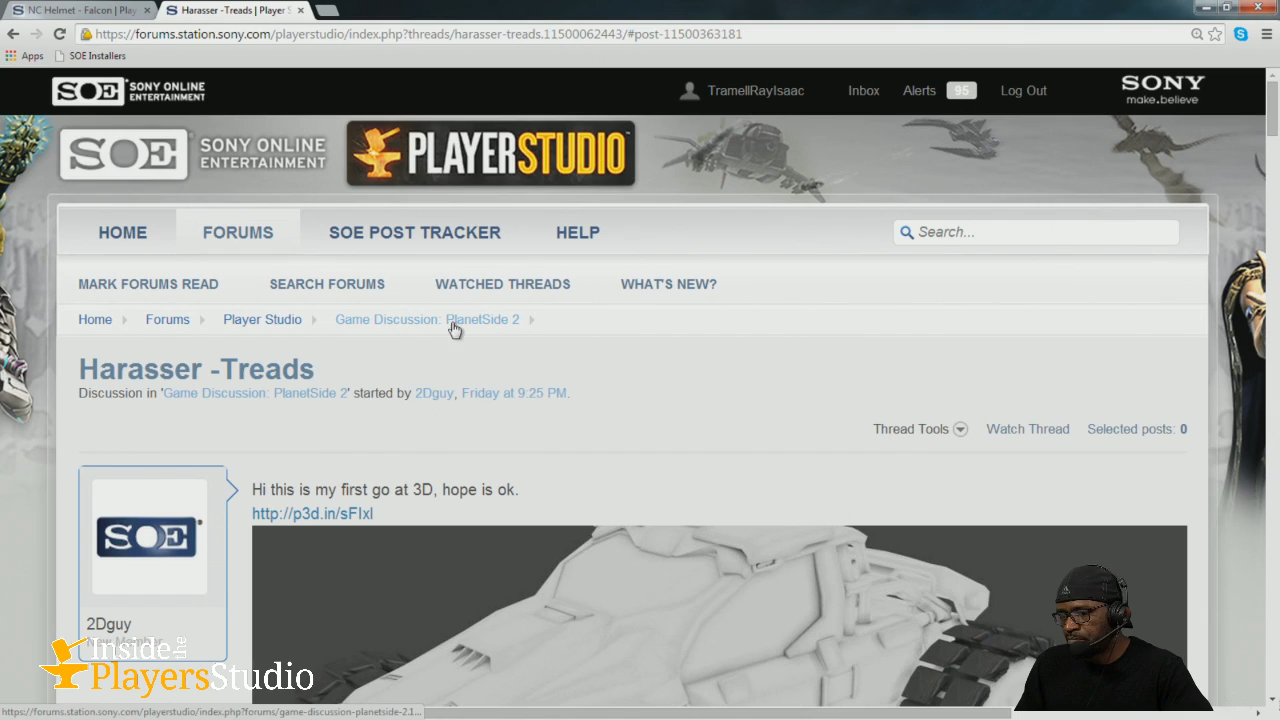 NC Helmet - Falcon | Play
Harasser -Treads | Player S
https://forums.station.sony.com/playerstudio/index.php?threads/harasser-treads.11500062443/#post-11500363181
Apps SOE Installers
SOE SONY ONLINE ENTERTAINMENT
TramellRayIsaac Inbox Alerts 95 Log Out
SONY
make.believe
SOE SONY ONLINE ENTERTAINMENT
PLAYERSTUDIO
HOME FORUMS SOE POST TRACKER HELP
Search...
MARK FORUMS READ SEARCH FORUMS WATCHED THREADS WHAT'S NEW?
Home Forums Player Studio Game Discussion: PlanetSide 2
Harasser -Treads
Discussion in 'Game Discussion: PlanetSide 2' started by 2Dguy, Friday at 9:25 PM.
Thread Tools Watch Thread Selected posts: 0
Hi this is my first go at 3D, hope is ok.
http://p3d.in/sFIxl
SOE
2Dguy
New Member
Inside the
PlayersStudio
https://forums.station.sony.com/playerstudio/index.php?forums/game-discussion-planetside-2.1...